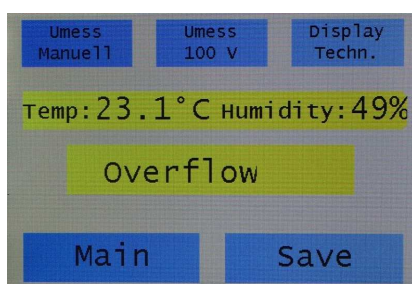 Umess Umess Display
Manuell 100 V Techn.
Temp:23.1°C Humidity:49%
Overflow
Main Save